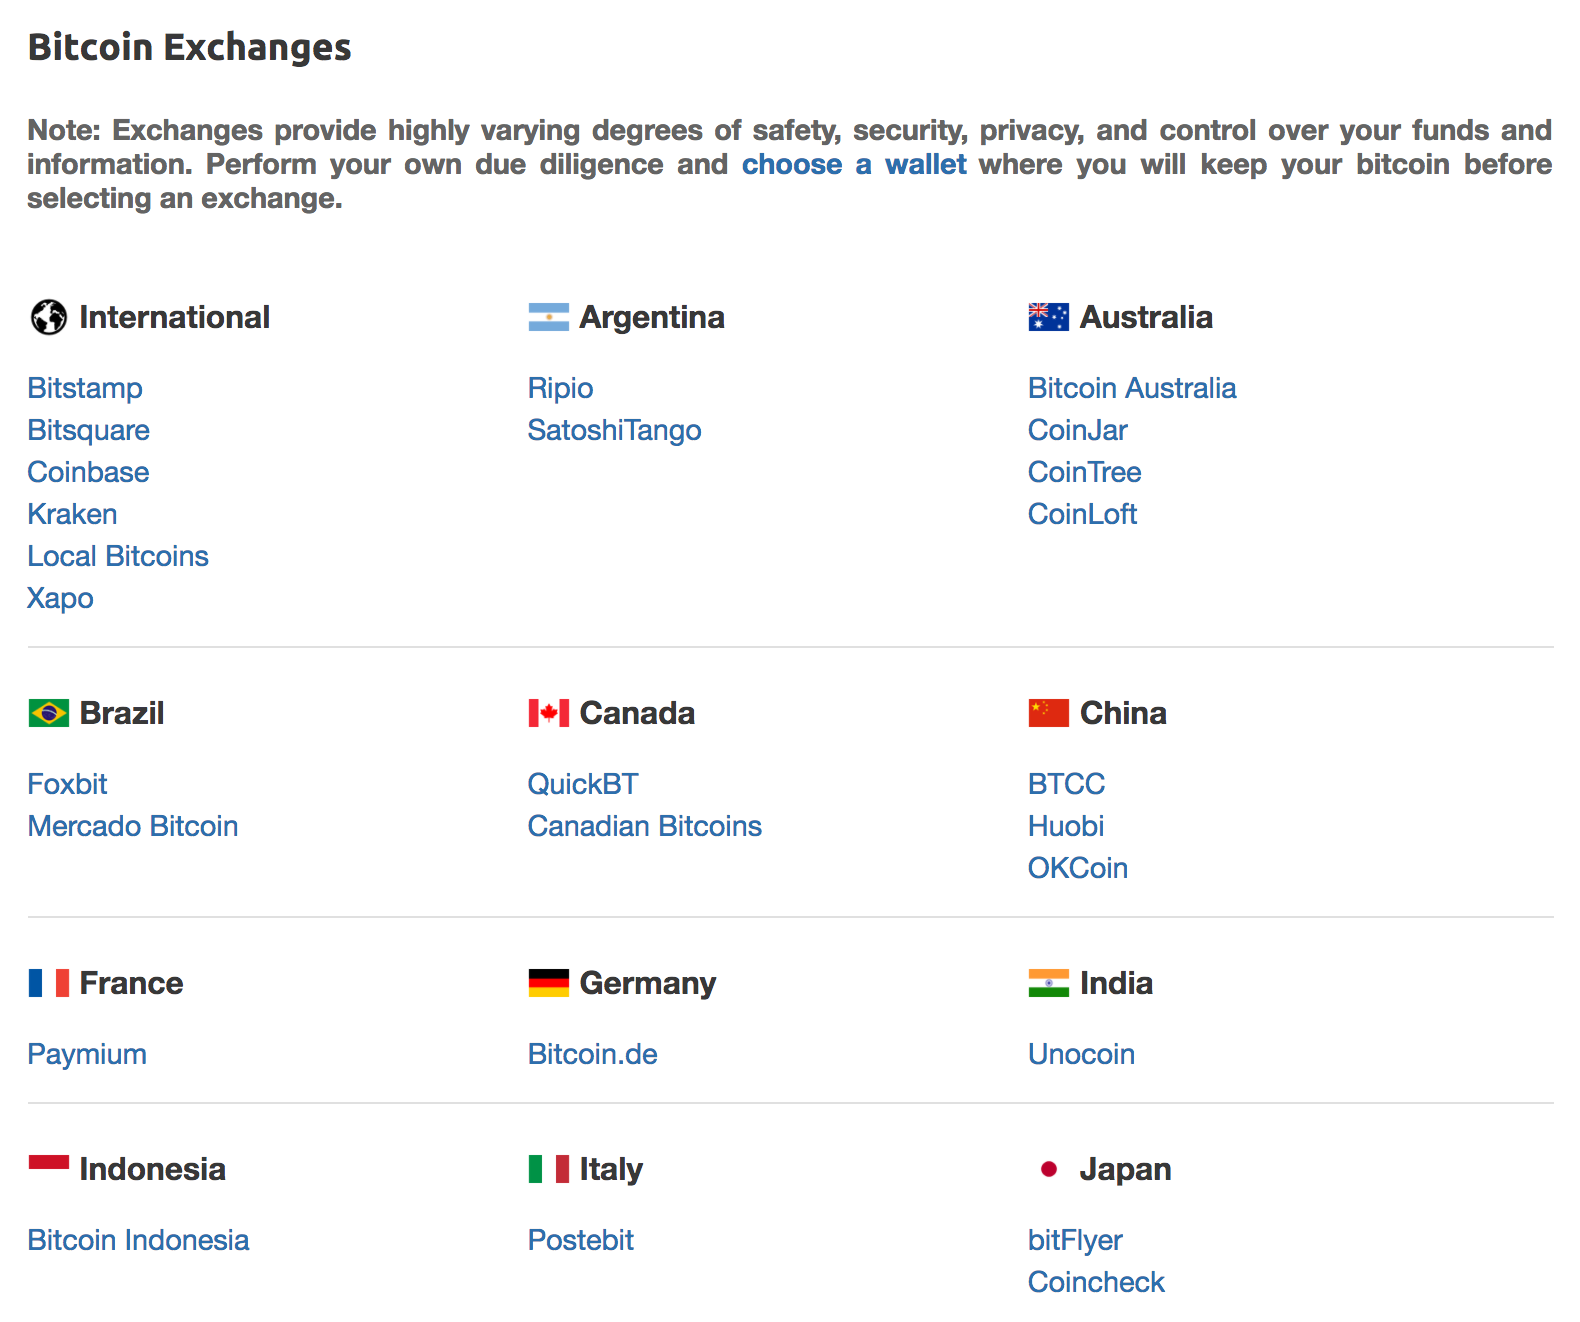 Bitcoin Exchanges
Note: Exchanges provide highly varying degrees of safety, security, privacy, and control over your funds and
information. Perform your own due diligence and choose a wallet where you will keep your bitcoin before
selecting an exchange.
International
Bitstamp
Bitsquare
Coinbase
Kraken
Local Bitcoins
Xapo
Argentina
Ripio
SatoshiTango
Australia
Bitcoin Australia
CoinJar
CoinTree
CoinLoft
Brazil
Foxbit
Mercado Bitcoin
Canada
QuickBT
Canadian Bitcoins
China
BTCC
Huobi
OKCoin
France
Paymium
Germany
Bitcoin.de
India
Unocoin
Indonesia
Bitcoin Indonesia
Italy
Postebit
Japan
bitFlyer
Coincheck